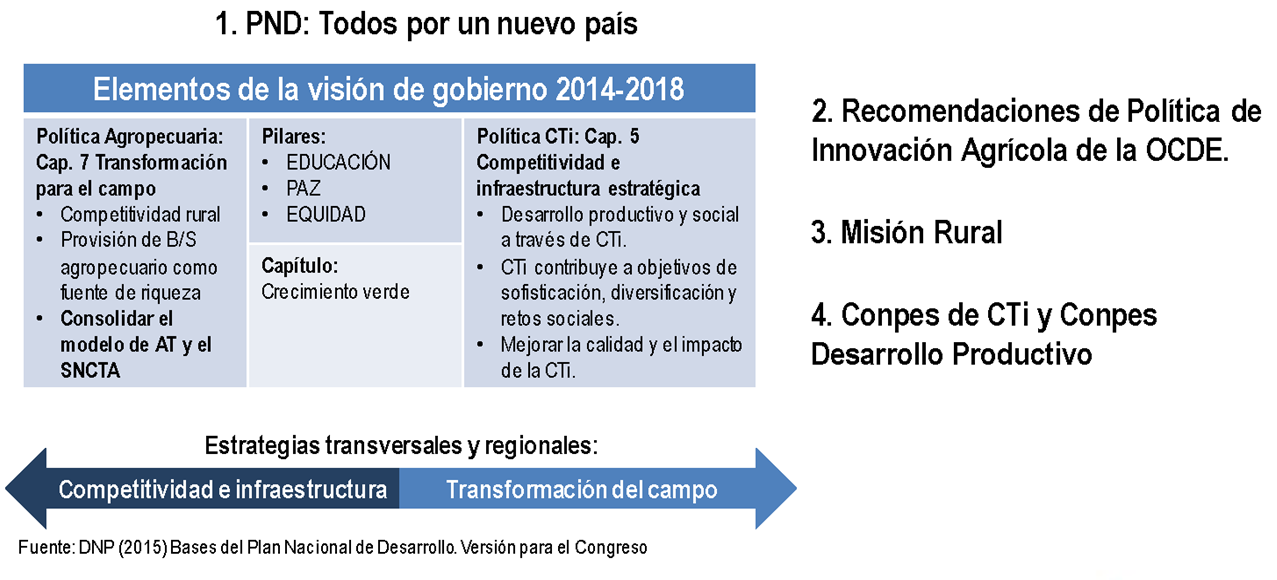 1. PND: Todos por un nuevo país
Elementos de la visión de gobierno 2014-2018
Política Agropecuaria:
Cap. 7 Transformación
para el campo
• Competitividad rural
• Provisión de B/S
agropecuario como
fuente de riqueza
• Consolidar el
modelo de AT y el
SNCTA
Pilares:
• EDUCACIÓN
• PAZ
• EQUIDAD
Capítulo:
Crecimiento verde
Política CTi: Cap. 5
Competitividad e
infraestructura estratégica
• Desarrollo productivo y social
a través de CTi.
• CTi contribuye a objetivos de
sofisticación, diversificación y
retos sociales.
• Mejorar la calidad y el impacto
de la CTi.
2. Recomendaciones de Política de
Innovación Agrícola de la OCDE.
3. Misión Rural
4. Conpes de CTi y Conpes
Desarrollo Productivo
Estrategias transversales y regionales:
Competitividad e infraestructura
Transformación del campo
Fuente: DNP (2015) Bases del Plan Nacional de Desarrollo. Versión para el Congreso